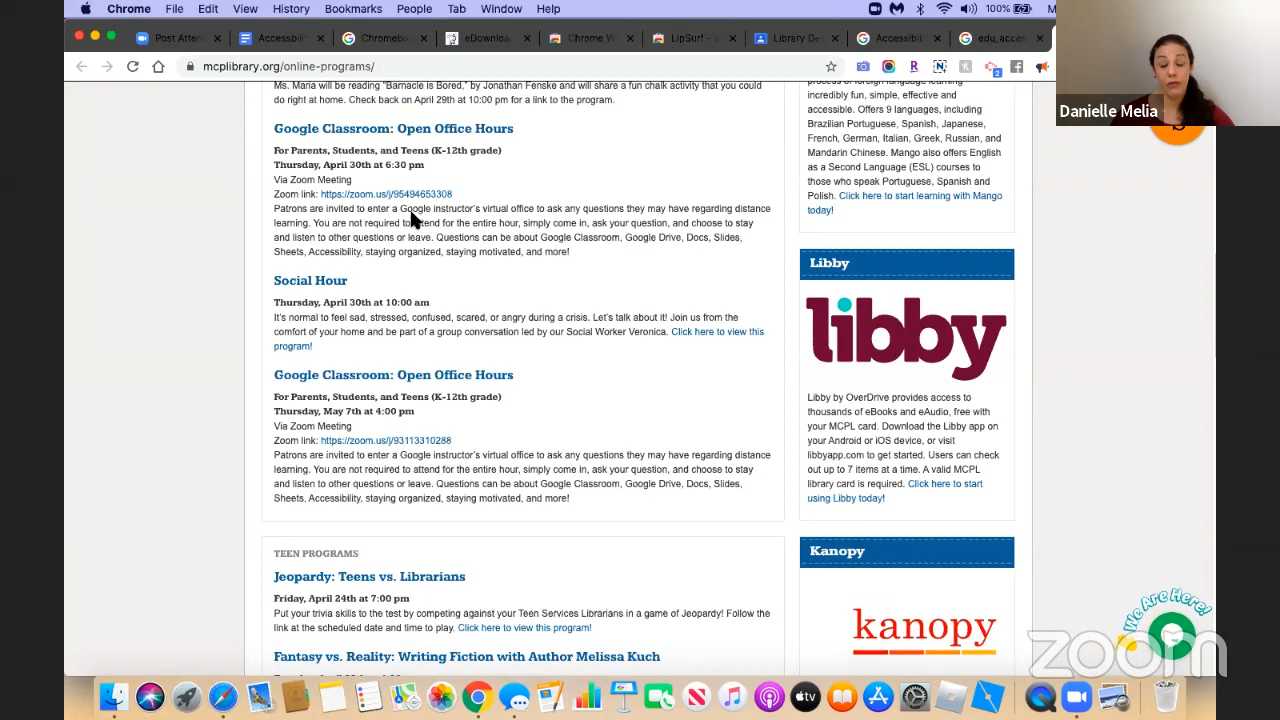 Chrome File Edit View History Bookmarks People Tab Window Help 100%
Post Atten
Accessib
Chromeb
eDownloa
Chrome W
LipSurf - V
Library De
Accessibil
edu, acces
mcplibrary.org/online-programs/
Danielle Melia
Ms. Maria will be reading "Barnacle is Bored," by Jonathan Fenske and will share a fun chalk activity that you could
do right at home. Check back on April 29th at 10:00 pm for a link to the program.
Google Classroom: Open Office Hours
For Parents, Students, and Teens (K-12th grade)
Thursday, April 30th at 6:30 pm
Via Zoom Meeting
Zoom link: https://zoom.us/j/95494653308
Patrons are invited to enter a Google instructor's virtual office to ask any questions they may have regarding distance
learning. You are not required to attend for the entire hour, simply come in, ask your question, and choose to stay
and listen to other questions or leave. Questions can be about Google Classroom, Google Drive, Docs, Slides,
Sheets, Accessibility, staying organized, staying motivated, and more!
Social Hour
Thursday, April 30th at 10:00 am
It's normal to feel sad, stressed, confused, scared, or angry during a crisis. Let's talk about it! Join us from the
comfort of your home and be part of a group conversation led by our Social Worker Veronica. Click here to view this
program!
Google Classroom: Open Office Hours
For Parents, Students, and Teens (K-12th grade)
Thursday, May 7th at 4:00 pm
Via Zoom Meeting
Zoom link: https://zoom.us/j/93113310288
Patrons are invited to enter a Google instructor's virtual office to ask any questions they may have regarding distance
learning. You are not required to attend for the entire hour, simply come in, ask your question, and choose to stay
and listen to other questions or leave. Questions can be about Google Classroom, Google Drive, Docs, Slides,
Sheets, Accessibility, staying organized, staying motivated, and more!
TEEN PROGRAMS
Jeopardy: Teens vs. Librarians
Friday, April 24th at 7:00 pm
Put your trivia skills to the test by competing against your Teen Services Librarians in a game of Jeopardy! Follow the
link at the scheduled date and time to play. Click here to view this program!
Fantasy vs. Reality: Writing Fiction with Author Melissa Kuch
process of foreign language learning
incredibly fun, simple, effective and
accessible. Offers 9 languages, including
Brazilian Portuguese, Spanish, Japanese,
French, German, Italian, Greek, Russian, and
Mandarin Chinese. Mango also offers English
as a Second Language (ESL) courses to
those who speak Portuguese, Spanish and
Polish. Click here to start learning with Mango
today!
Libby
libby
Libby by OverDrive provides access to
thousands of eBooks and eAudio, free with
your MCPL card. Download the Libby app on
your Android or iOS device, or visit
libbyapp.com to get started. Users can check
out up to 7 items at a time. A valid MCPL
library card is required. Click here to start
using Libby today!
Kanopy
kanopy
We Are Here!
zoom
tv